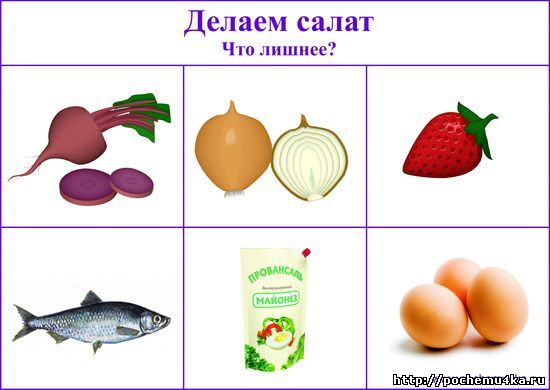 Делаем салат
Что лишнее?
ПРОВАНСАЛЬ
МАЙОНЕЗ
http://pochemu4ka.ru